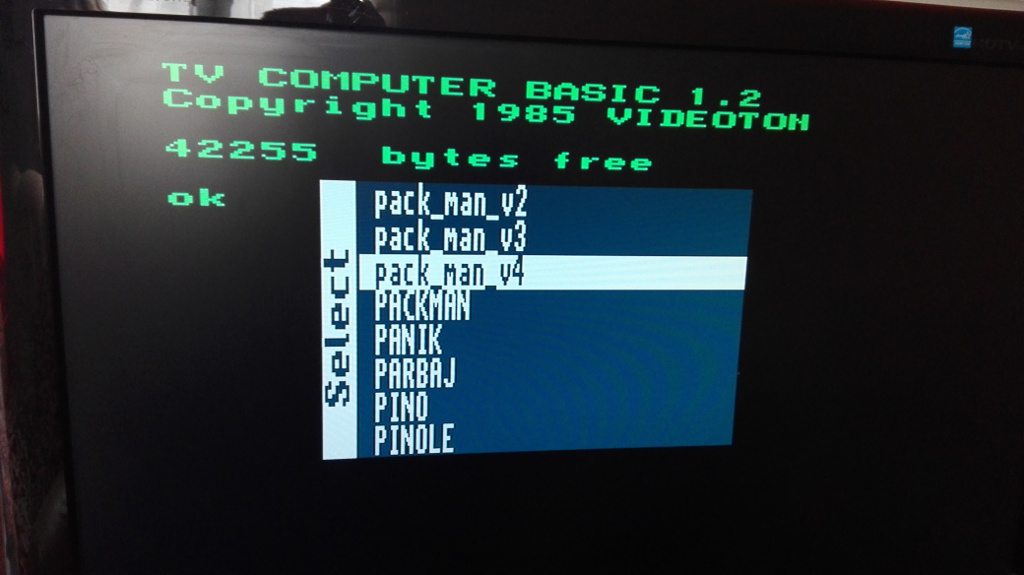 TV COMPUTER BASIC 1.2
Copyright 1985 VIDEOTON
42255 bytes free
ok
Select
pack_man_v2
pack_man_v3
pack_man_v4
PACKMAN
PANIK
PARBAJ
PINO
PINOLE